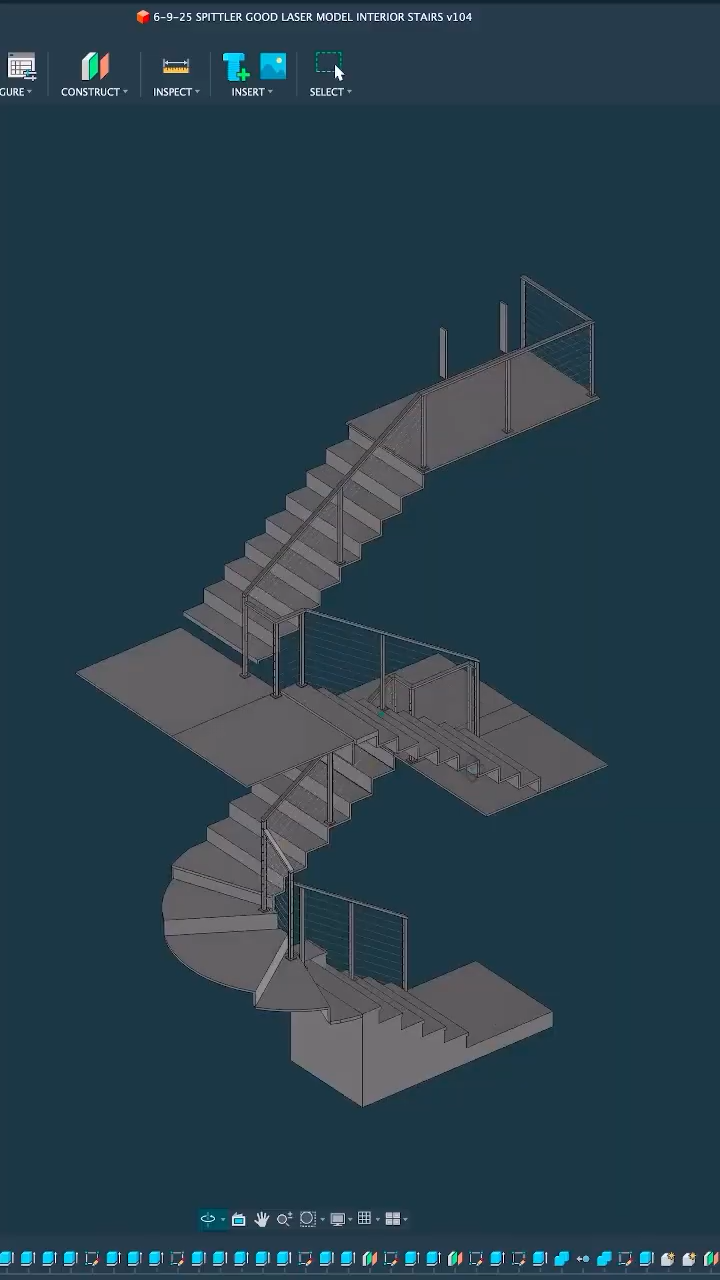 6-9-25 SPITTLER GOOD LASER MODEL INTERIOR STAIRS v104
GURE CONSTRUCT INSPECT INSERT SELECT